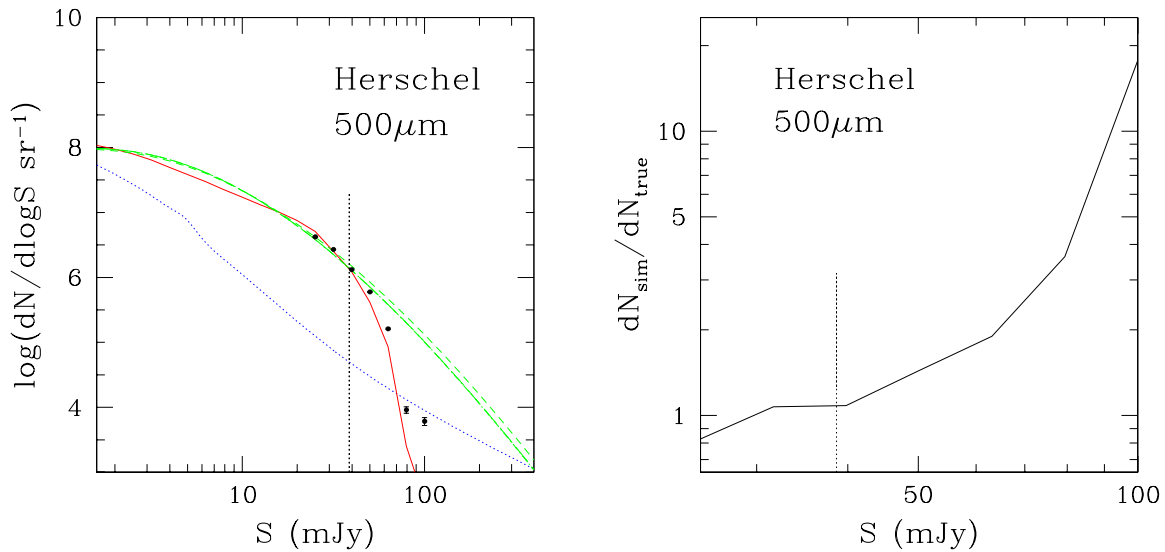 10
8
6
4
log(dN/dlogS sr⁻¹)
Herschel
500μm
10
100
S (mJy)
10
5
1
dN_sim/dN_true
Herschel
500μm
50
100
S (mJy)